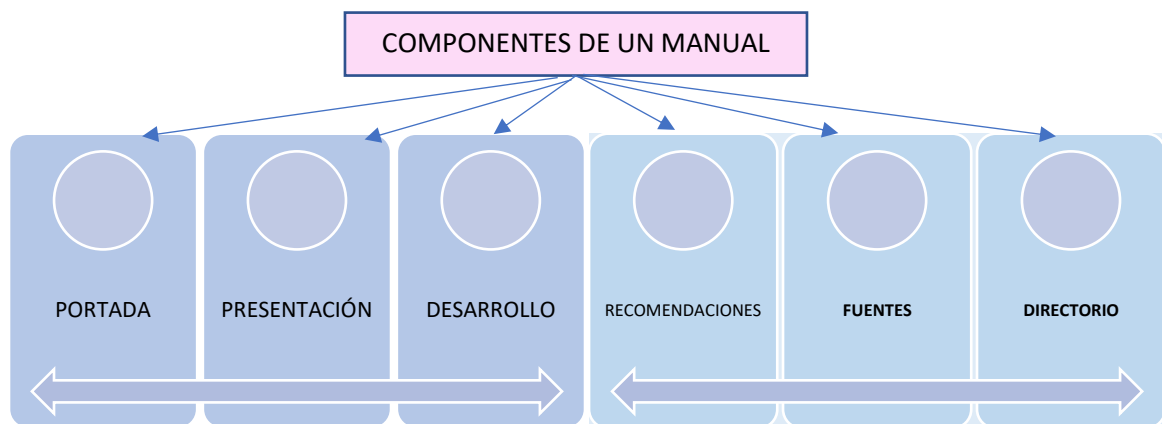 COMPONENTES DE UN MANUAL
PORTADA
PRESENTACIÓN
DESARROLLO
RECOMENDACIONES
FUENTES
DIRECTORIO